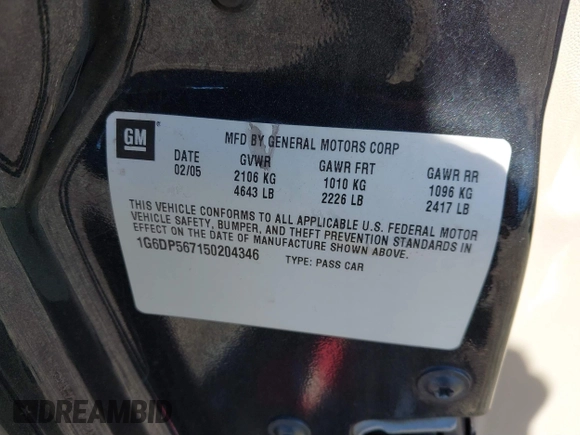 GM
MFD BY GENERAL MOTORS CORP
DATE GVWR GAWR FRT GAWR RR
02/05 2106 KG 1010 KG 1096 KG
4643 LB 2226 LB 2417 LB
THIS VEHICLE CONFORMS TO ALL APPLICABLE U.S. FEDERAL MOTOR
VEHICLE SAFETY, BUMPER, AND THEFT PREVENTION STANDARDS IN
EFFECT ON THE DATE OF MANUFACTURE SHOWN ABOVE.
1G6DP567150204346 TYPE: PASS CAR
DREAMBID